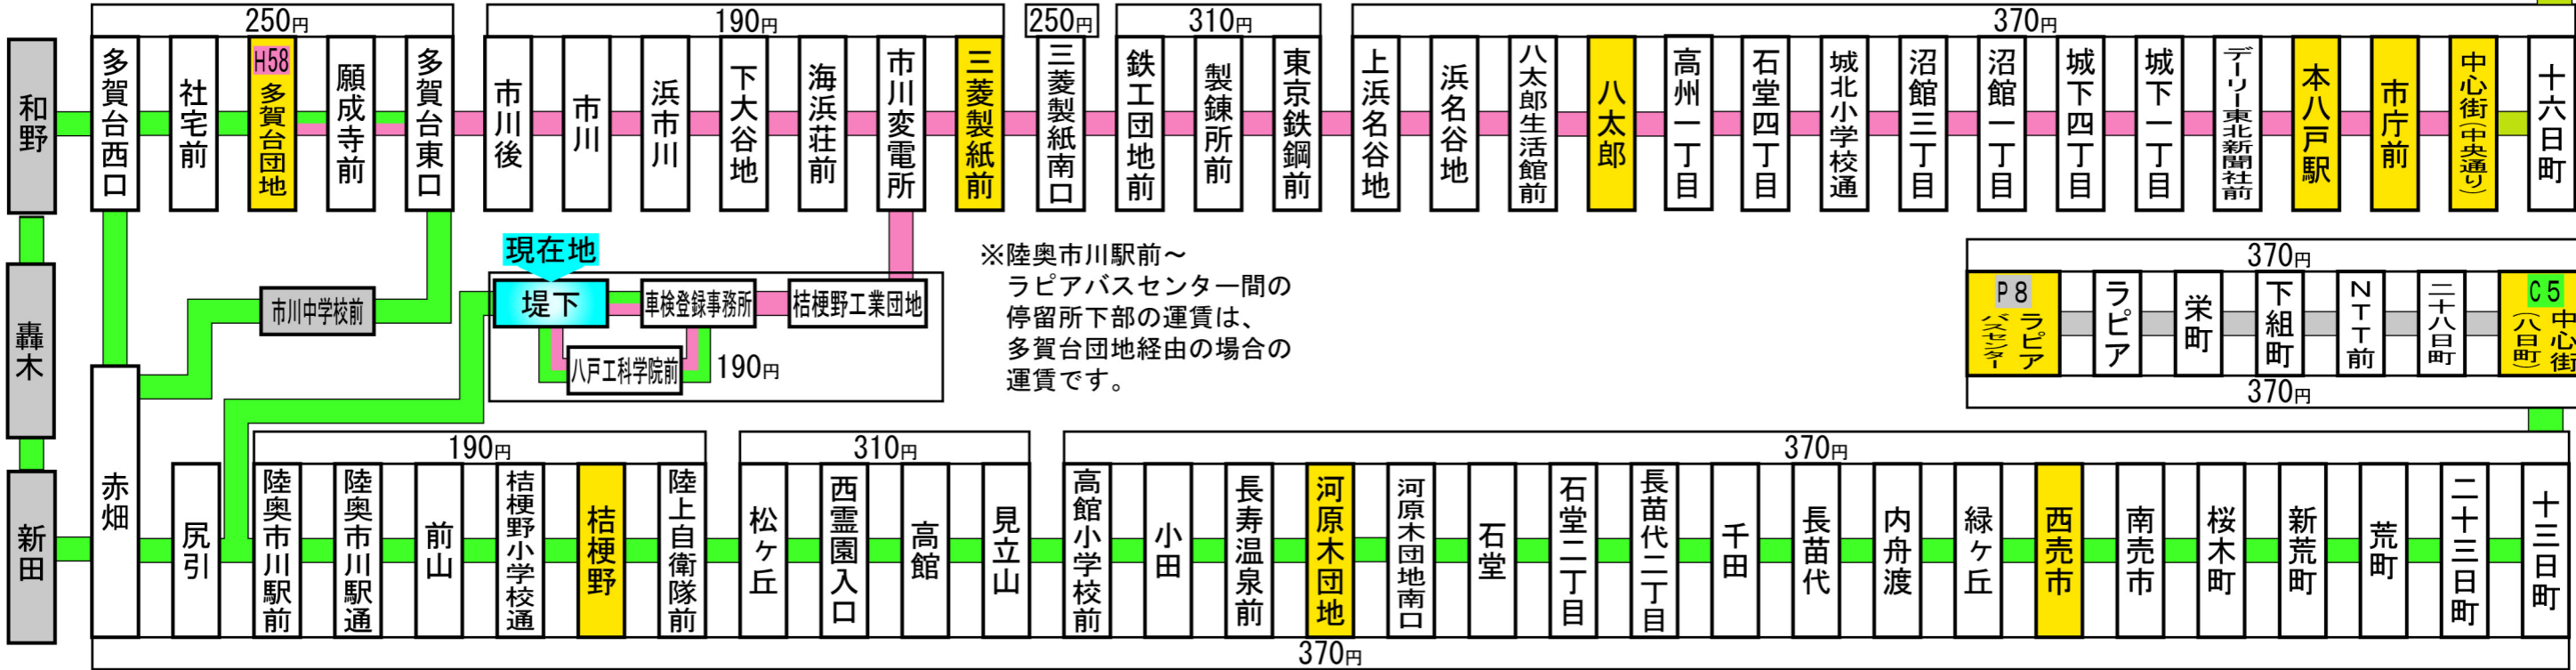 250円
190円
250円
310円
370円
和野
多賀台西口
社宅前
H58
多賀台団地
願成寺前
多賀台東口
市川後
市川
浜市川
下大谷地
海浜荘前
市川変電所
三菱製紙前
三菱製紙南口
鉄工団地前
製錬所前
東京鉄鋼前
上浜名谷地
浜名谷地
八太郎生活館前
八太郎
高州一丁目
石堂四丁目
城北小学校通
沼館三丁目
沼館一丁目
城下四丁目
城下一丁目
デーリー東北新聞社前
本八戸駅
市庁前
中心街(中央通り)
十六日町
轟木
市川中学校前
現在地
堤下
車検登録事務所
桔梗野工業団地
八戸工科学院前
190円
※陸奥市川駅前～
ラピアバスセンター間の
停留所下部の運賃は、
多賀台団地経由の場合の
運賃です。
370円
P8
ラピア
バスセンター
ラピア
栄町
下組町
NTT前
二十八日町
C5
中心街
(八日町)
370円
190円
310円
370円
新田
赤畑
尻引
陸奥市川駅前
陸奥市川駅通
前山
桔梗野小学校通
桔梗野
陸上自衛隊前
松ヶ丘
西霊園入口
高館
見立山
高館小学校前
小田
長寿温泉前
河原木団地
河原木団地南口
石堂
石堂二丁目
長苗代二丁目
千田
長苗代
内舟渡
緑ヶ丘
西売市
南売市
桜木町
新荒町
荒町
二十三日町
十三日町
370円